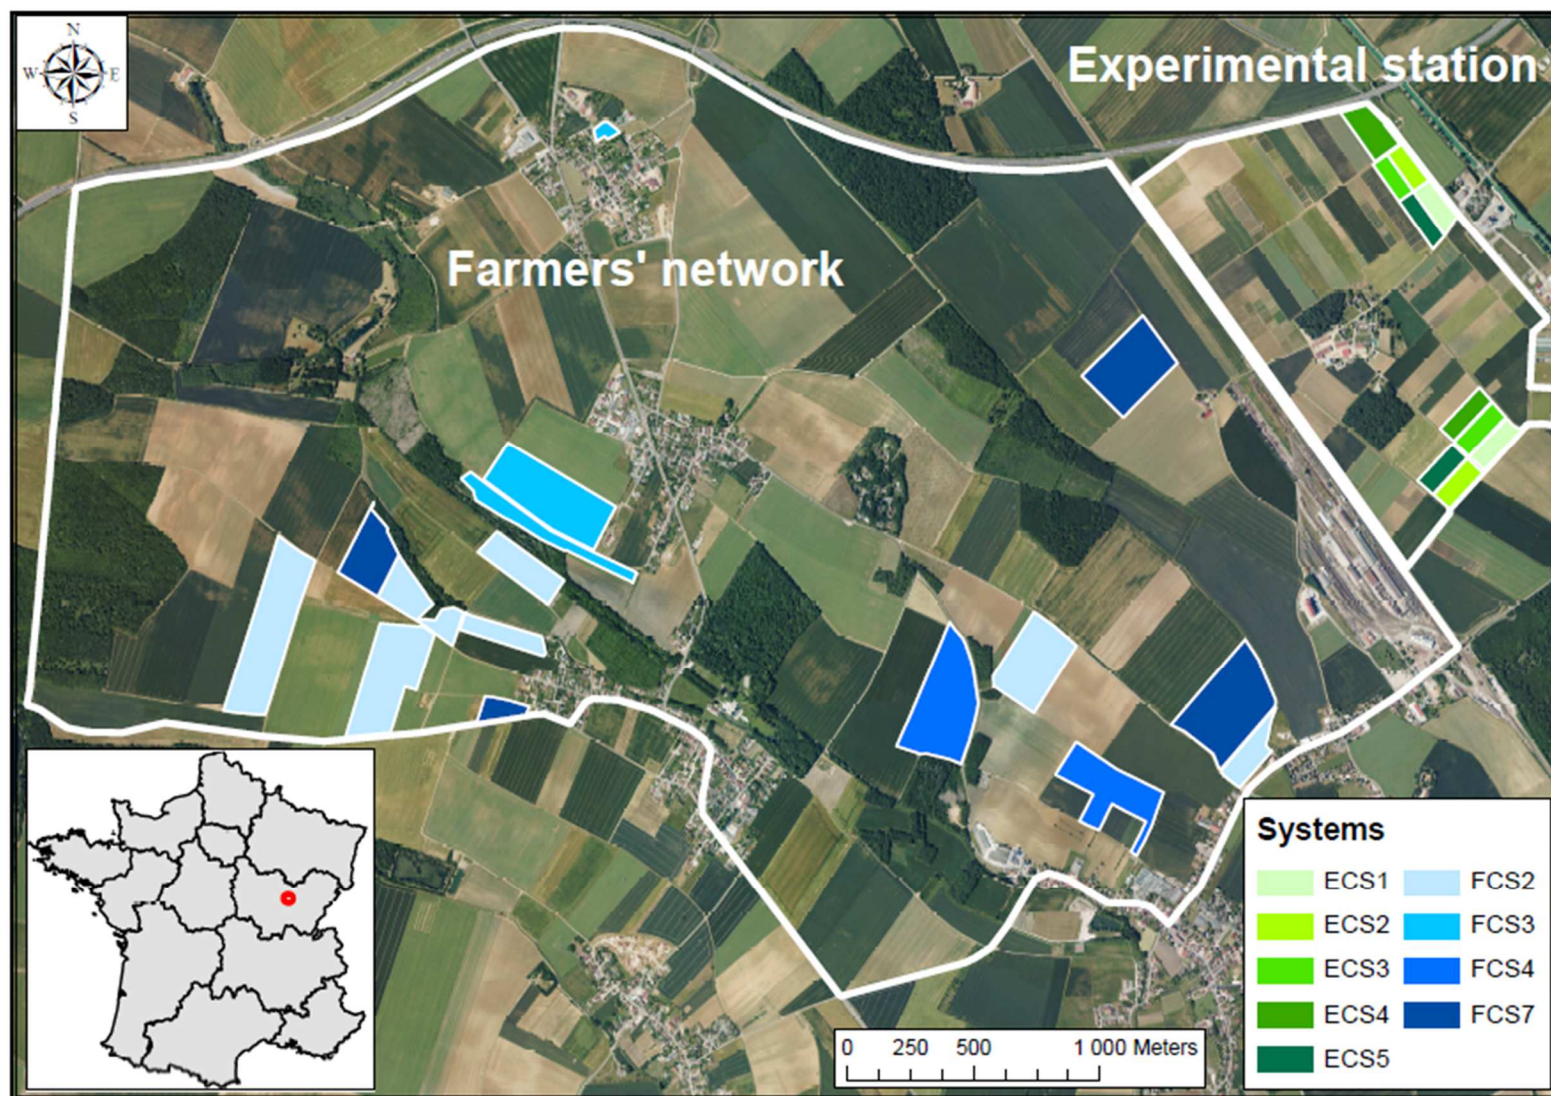 N
W E
S
Experimental station
Farmers' network
Systems
ECS1 FCS2
ECS2 FCS3
ECS3 FCS4
ECS4 FCS7
ECS5
0 250 500 1 000 Meters